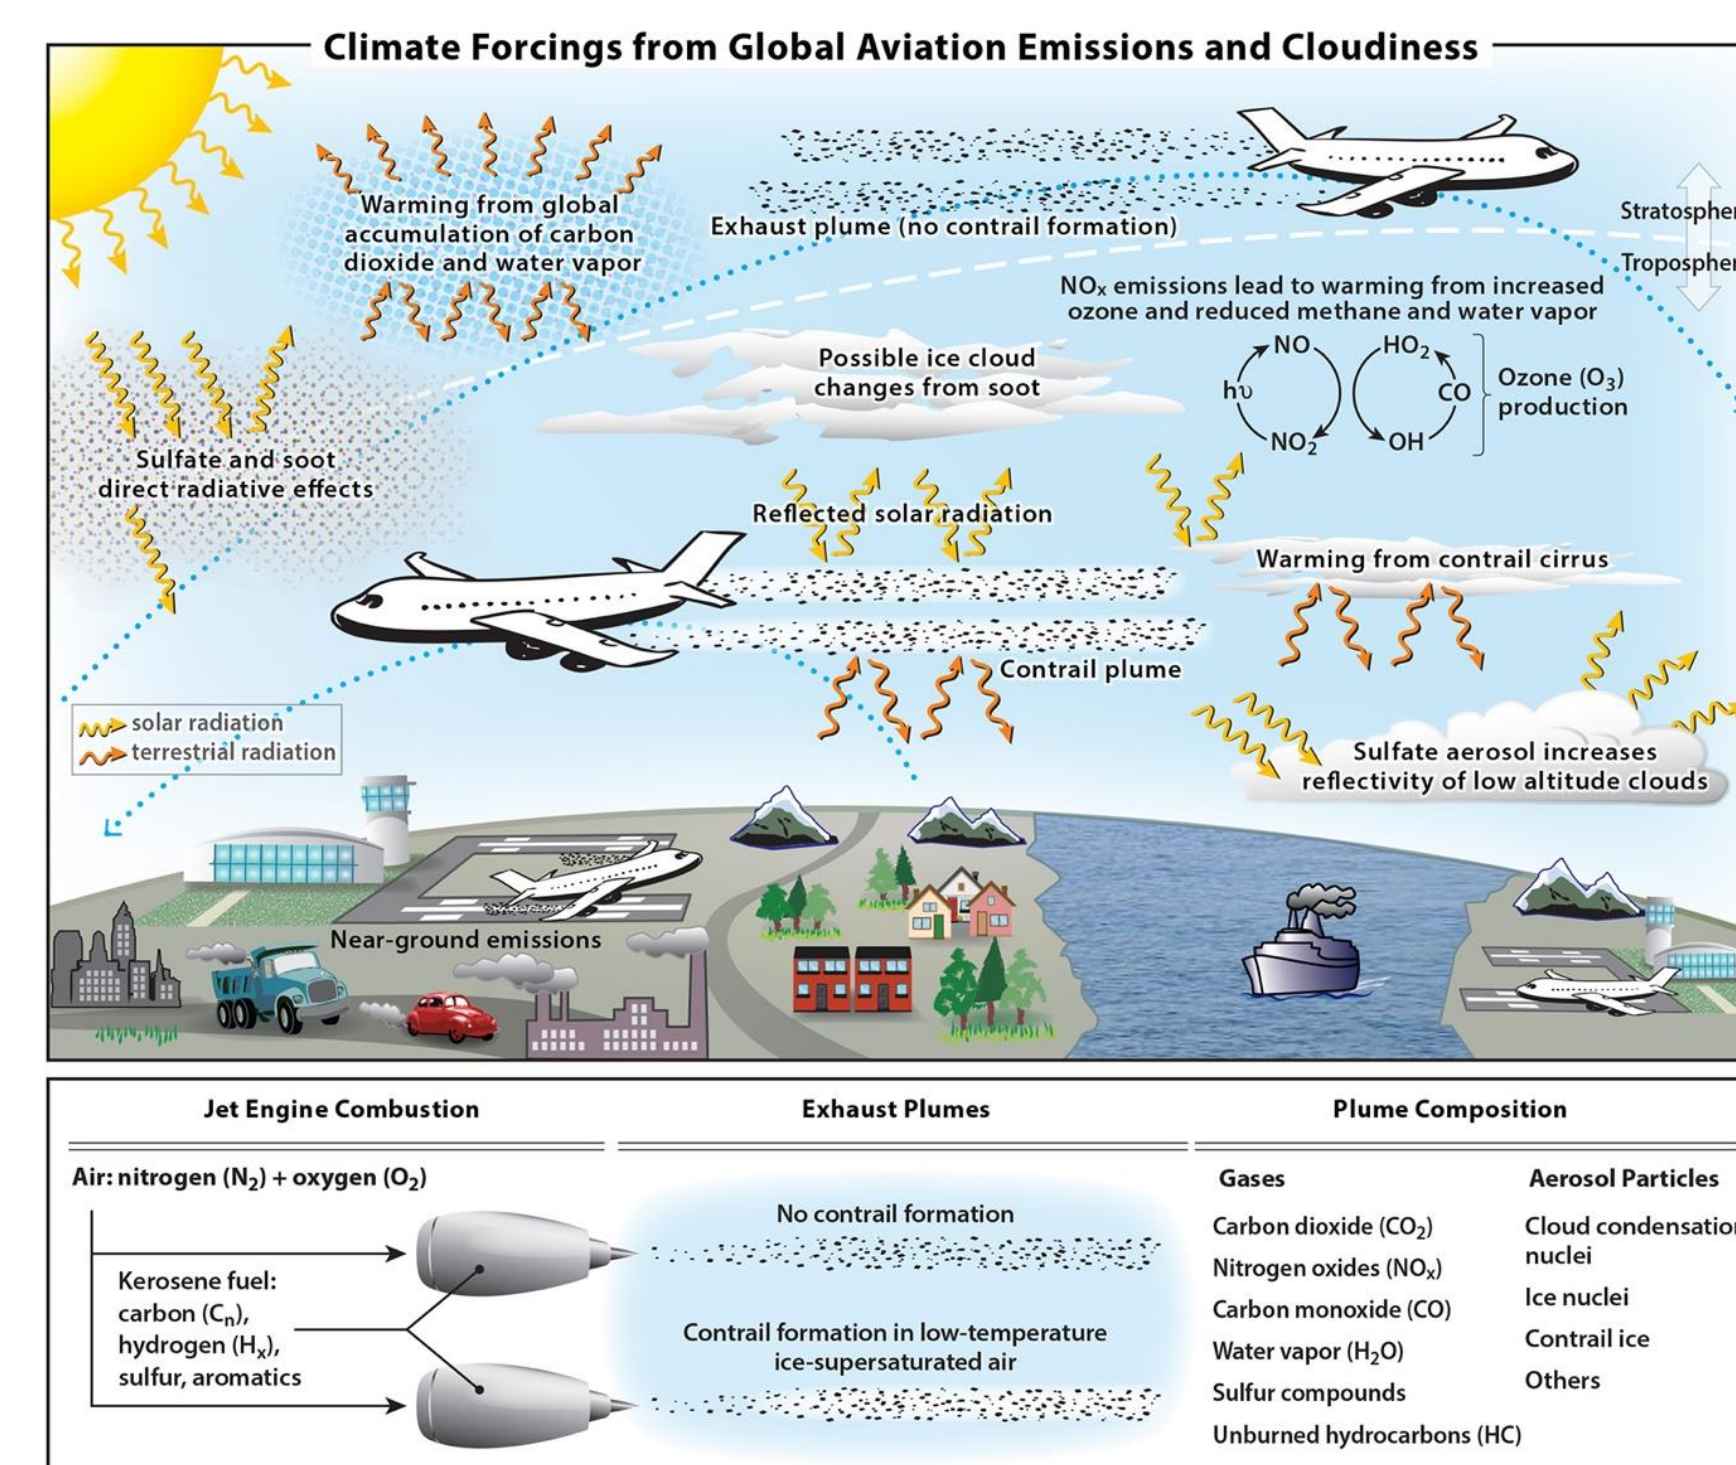 Climate Forcings from Global Aviation Emissions and Cloudiness
Warming from global
accumulation of carbon
dioxide and water vapor
Exhaust plume (no contrail formation)
NOx emissions lead to warming from increased
ozone and reduced methane and water vapor
Possible ice cloud
changes from soot
NO
HO2
hυ
CO
NO2
OH
Ozone (O3)
production
Sulfate and soot
direct radiative effects
Reflected solar radiation
Warming from contrail cirrus
Contrail plume
solar radiation
terrestrial radiation
Sulfate aerosol increases
reflectivity of low altitude clouds
Near-ground emissions
Jet Engine Combustion
Air: nitrogen (N2) + oxygen (O2)
Kerosene fuel:
carbon (Cn),
hydrogen (Hx),
sulfur, aromatics
Exhaust Plumes
No contrail formation
Contrail formation in low-temperature
ice-supersaturated air
Plume Composition
Gases
Carbon dioxide (CO2)
Nitrogen oxides (NOx)
Carbon monoxide (CO)
Water vapor (H2O)
Sulfur compounds
Unburned hydrocarbons (HC)
Aerosol Particles
Cloud
nuclei
Ice nuclei
Contrail ice
Others